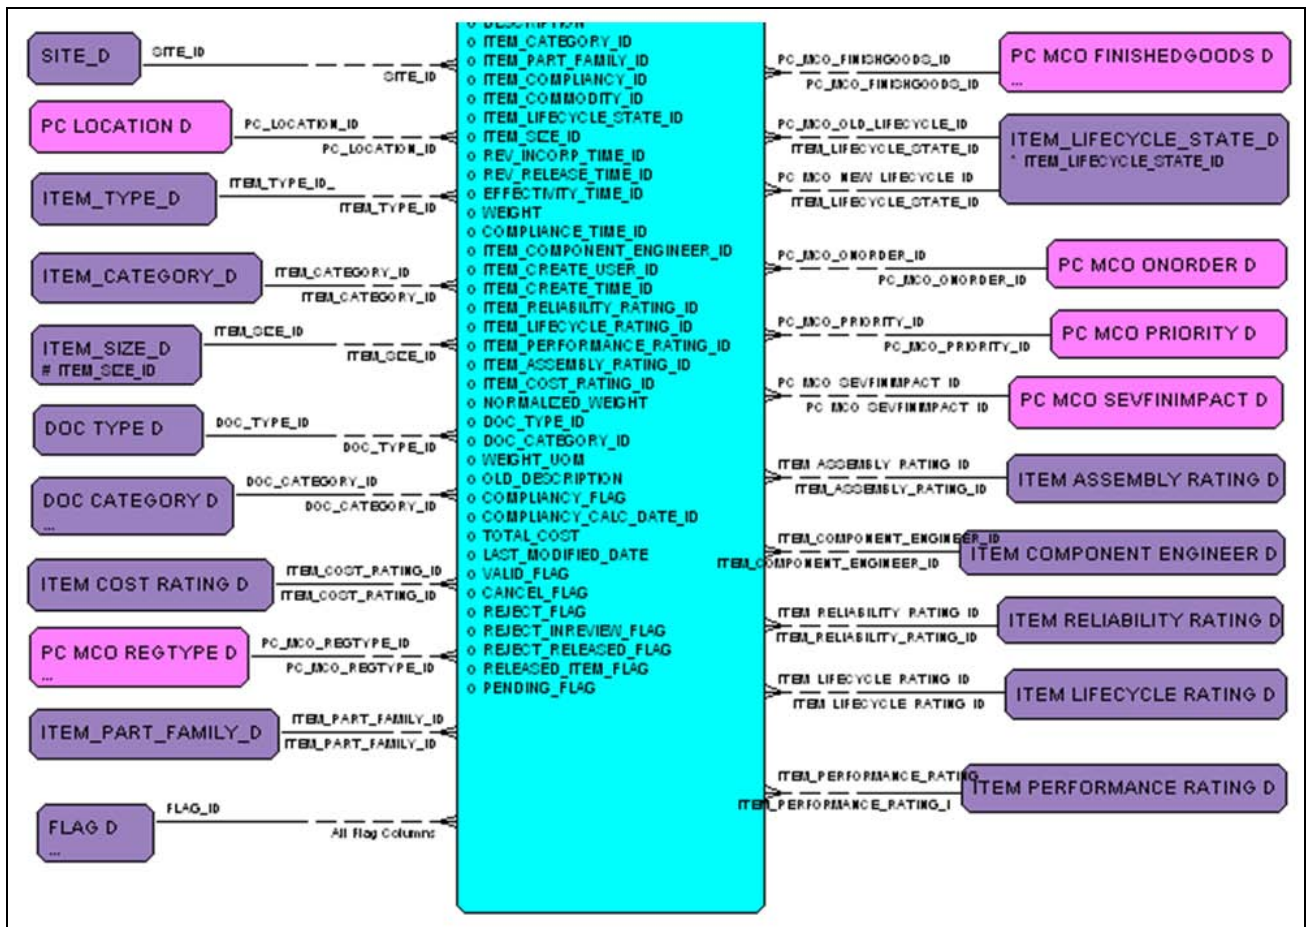 SITE_D
SITE_ID
SITE_ID
PC LOCATION D
PC_LOCATION_ID
PC_LOCATION_ID
ITEM_TYPE_D
ITEM_TYPE_ID_
ITEM_TYPE_ID
ITEM_CATEGORY_D
ITEM_CATEGORY_ID
ITEM_CATEGORY_ID
ITEM_SIZE_D
# ITEM_SIZE_ID
ITEM_SIZE_ID
ITEM_SIZE_ID
DOC TYPE D
DOC_TYPE_ID
DOC_TYPE_ID
DOC CATEGORY D
...
DOC_CATEGORY_ID
DOC_CATEGORY_ID
ITEM COST RATING D
ITEM_COST_RATING_ID
ITEM_COST_RATING_ID
PC MCO REGTYPE D
...
PC_MCO_REGTYPE_ID
PC_MCO_REGTYPE_ID
ITEM_PART_FAMILY_D
ITEM_PART_FAMILY_ID
ITEM_PART_FAMILY_ID
FLAG D
...
FLAG_ID
All Flag Columns
o DESCRIPTION
o ITEM_CATEGORY_ID
o ITEM_PART_FAMILY_ID
o ITEM_COMPLIANCY_ID
o ITEM_COMMODITY_ID
o ITEM_LIFECYCLE_STATE_ID
o ITEM_SIZE_ID
o REV_INCORP_TIME_ID
o REV_RELEASE_TIME_ID
o EFFECTIVITY_TIME_ID
o WEIGHT
o COMPLIANCE_TIME_ID
o ITEM_COMPONENT_ENGINEER_ID
o ITEM_CREATE_USER_ID
o ITEM_CREATE_TIME_ID
o ITEM_RELIABILITY_RATING_ID
o ITEM_LIFECYCLE_RATING_ID
o ITEM_PERFORMANCE_RATING_ID
o ITEM_ASSEMBLY_RATING_ID
o ITEM_COST_RATING_ID
o NORMALIZED_WEIGHT
o DOC_TYPE_ID
o DOC_CATEGORY_ID
o WEIGHT_UOM
o OLD_DESCRIPTION
o COMPLIANCY_FLAG
o COMPLIANCY_CALC_DATE_ID
o TOTAL_COST
o LAST_MODIFIED_DATE
o VALID_FLAG
o CANCEL_FLAG
o REJECT_FLAG
o REJECT_INREVIEW_FLAG
o REJECT_RELEASED_FLAG
o RELEASED_ITEM_FLAG
o PENDING_FLAG
PC_MCO_FINISHGOODS_ID
PC_MCO_FINISHGOODS_ID
PC MCO FINISHEDGOODS D
...
PC_MCO_OLD_LIFECYCLE_ID
ITEM_LIFECYCLE_STATE_ID
PC MCO NEW LIFECYCLE ID
ITEM_LIFECYCLE_STATE_ID
ITEM_LIFECYCLE_STATE_D
* ITEM_LIFECYCLE_STATE_ID
PC_MCO_ONORDER_ID
PC_MCO_ONORDER_ID
PC MCO ONORDER D
PC_MCO_PRIORITY_ID
PC_MCO_PRIORITY_ID
PC MCO PRIORITY D
PC MCO SEVFINIMPACT ID
PC MCO SEVFINIMPACT ID
PC MCO SEVFINIMPACT D
ITEM ASSEMBLY RATING ID
ITEM_ASSEMBLY_RATING_ID
ITEM ASSEMBLY RATING D
ITEM_COMPONENT_ENGINEER_ID
ITEM_COMPONENT_ENGINEER_ID
ITEM COMPONENT ENGINEER D
ITEM RELIABILITY RATING ID
ITEM_RELIABILITY_RATING_ID
ITEM RELIABILITY RATING D
ITEM LIFECYCLE RATING ID
ITEM LIFECYCLE RATING ID
ITEM LIFECYCLE RATING D
ITEM_PERFORMANCE_RATING_
ITEM_PERFORMANCE_RATING_I
ITEM PERFORMANCE RATING D